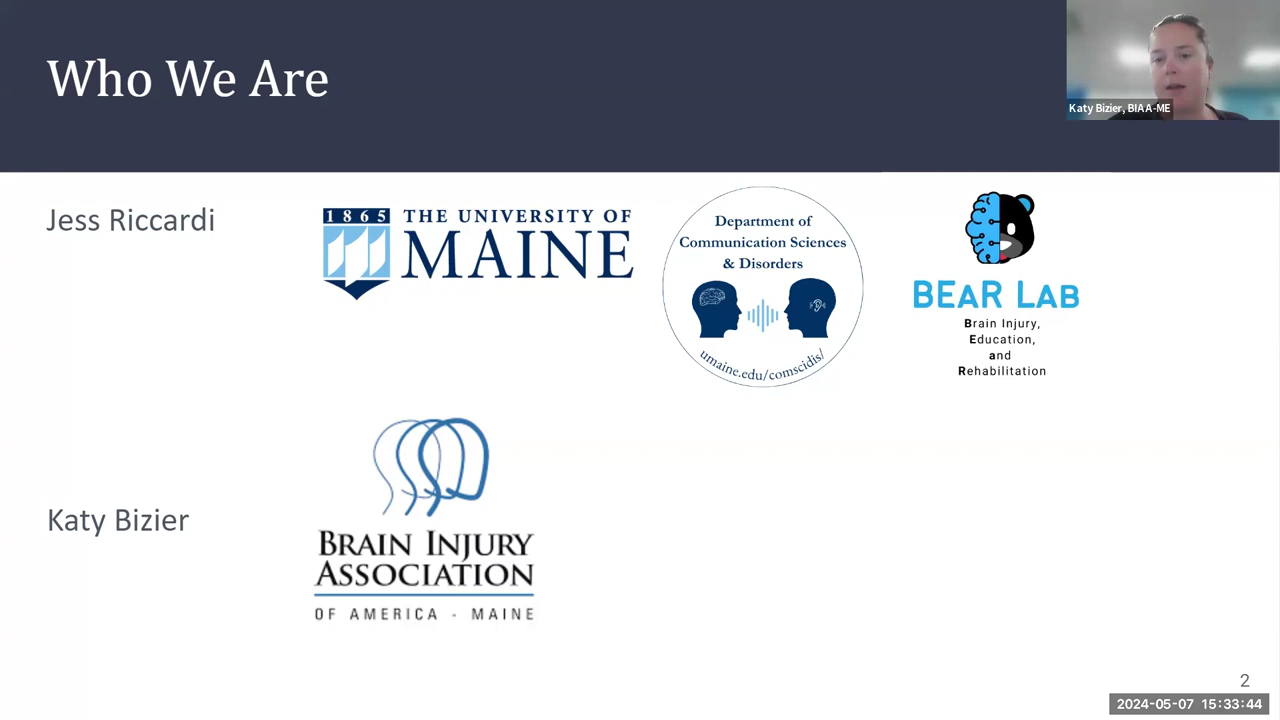 Who We Are
Katy Bizier, BIAA-ME
Jess Riccardi
1865
THE UNIVERSITY OF
MAINE
Department of
Communication Sciences
& Disorders
umaine.edu/comscidis/
BEAR LAB
Brain Injury,
Education,
and
Rehabilitation
Katy Bizier
BRAIN INJURY
ASSOCIATION
OF AMERICA - MAINE
2
2024-05-07 15:33:44